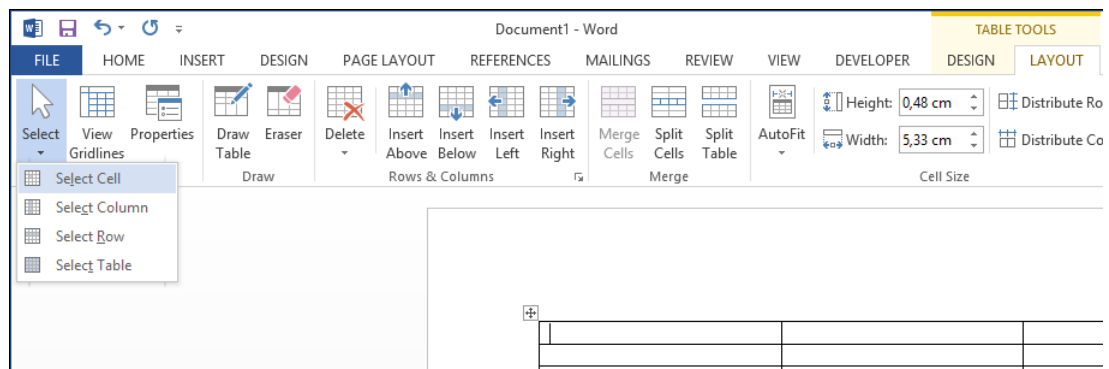 Document1 - Word
TABLE TOOLS
FILE HOME INSERT DESIGN PAGE LAYOUT REFERENCES MAILINGS REVIEW VIEW DEVELOPER DESIGN LAYOUT
Select
View Gridlines
Properties
Draw Table
Eraser
Delete
Insert Above
Insert Below
Insert Left
Insert Right
Merge Cells
Split Cells
Split Table
AutoFit
Height: 0,48 cm
Width: 5,33 cm
Distribute Ro
Distribute Co
Draw
Rows & Columns
Merge
Cell Size
Select Cell
Select Column
Select Row
Select Table